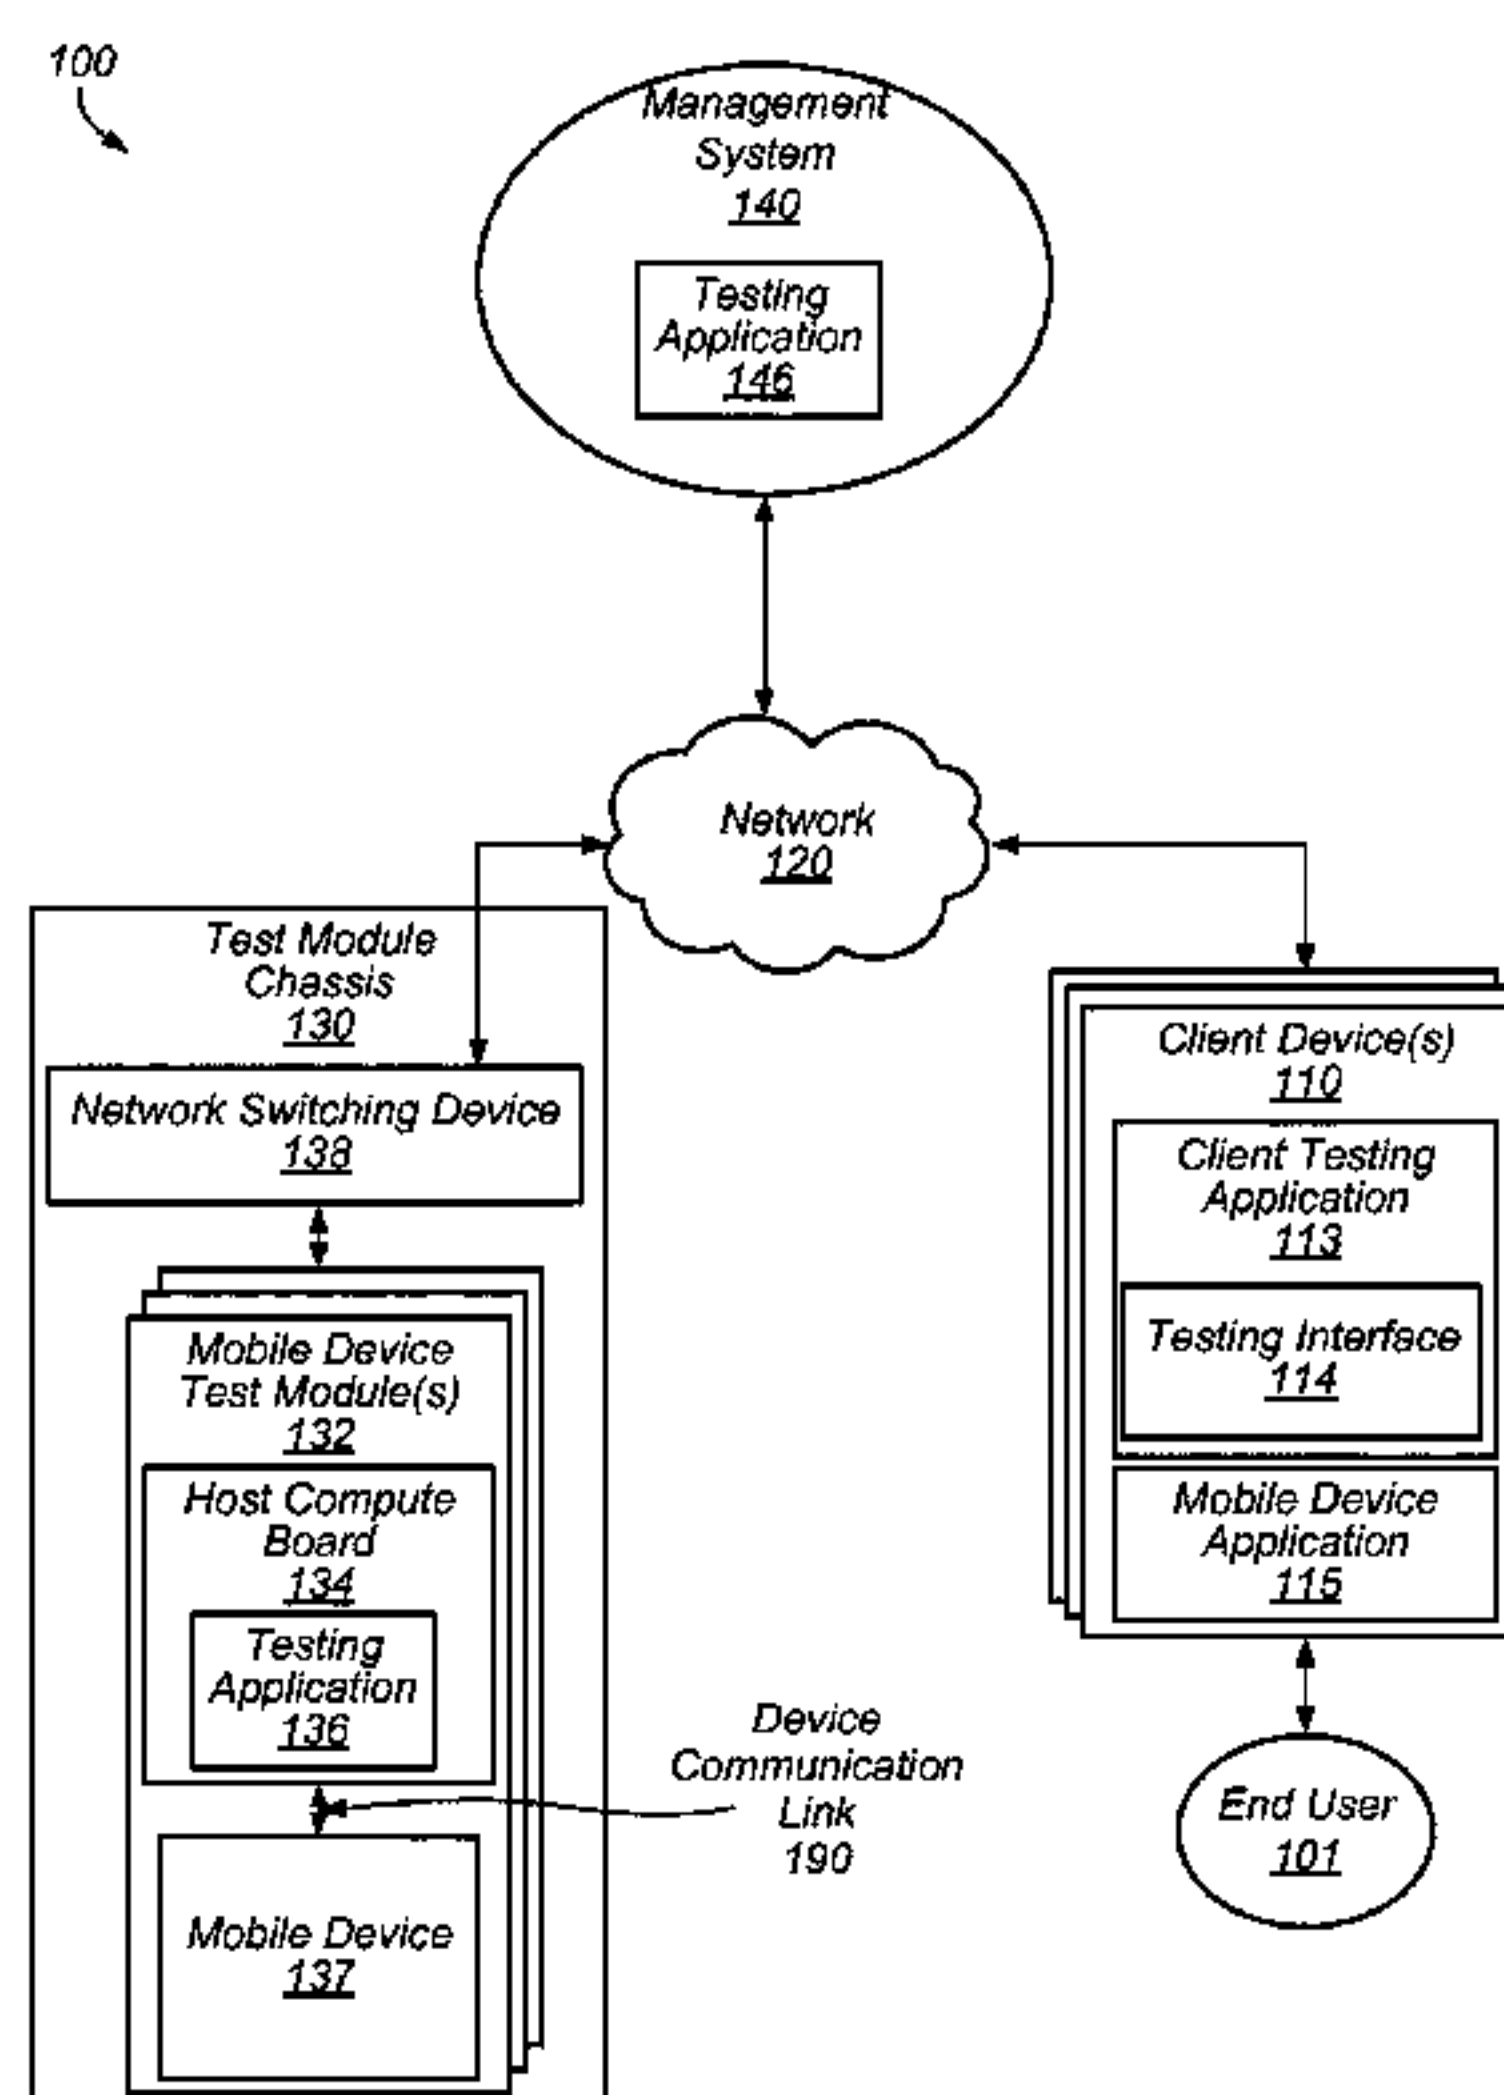 100
Management
System
140
Testing
Application
146
Network
120
Test Module
Chassis
130
Network Switching Device
138
Mobile Device
Test Module(s)
132
Host Compute
Board
134
Testing
Application
136
Device
Communication
Link
190
Mobile Device
137
Client Device(s)
110
Client Testing
Application
113
Testing Interface
114
Mobile Device
Application
115
End User
101